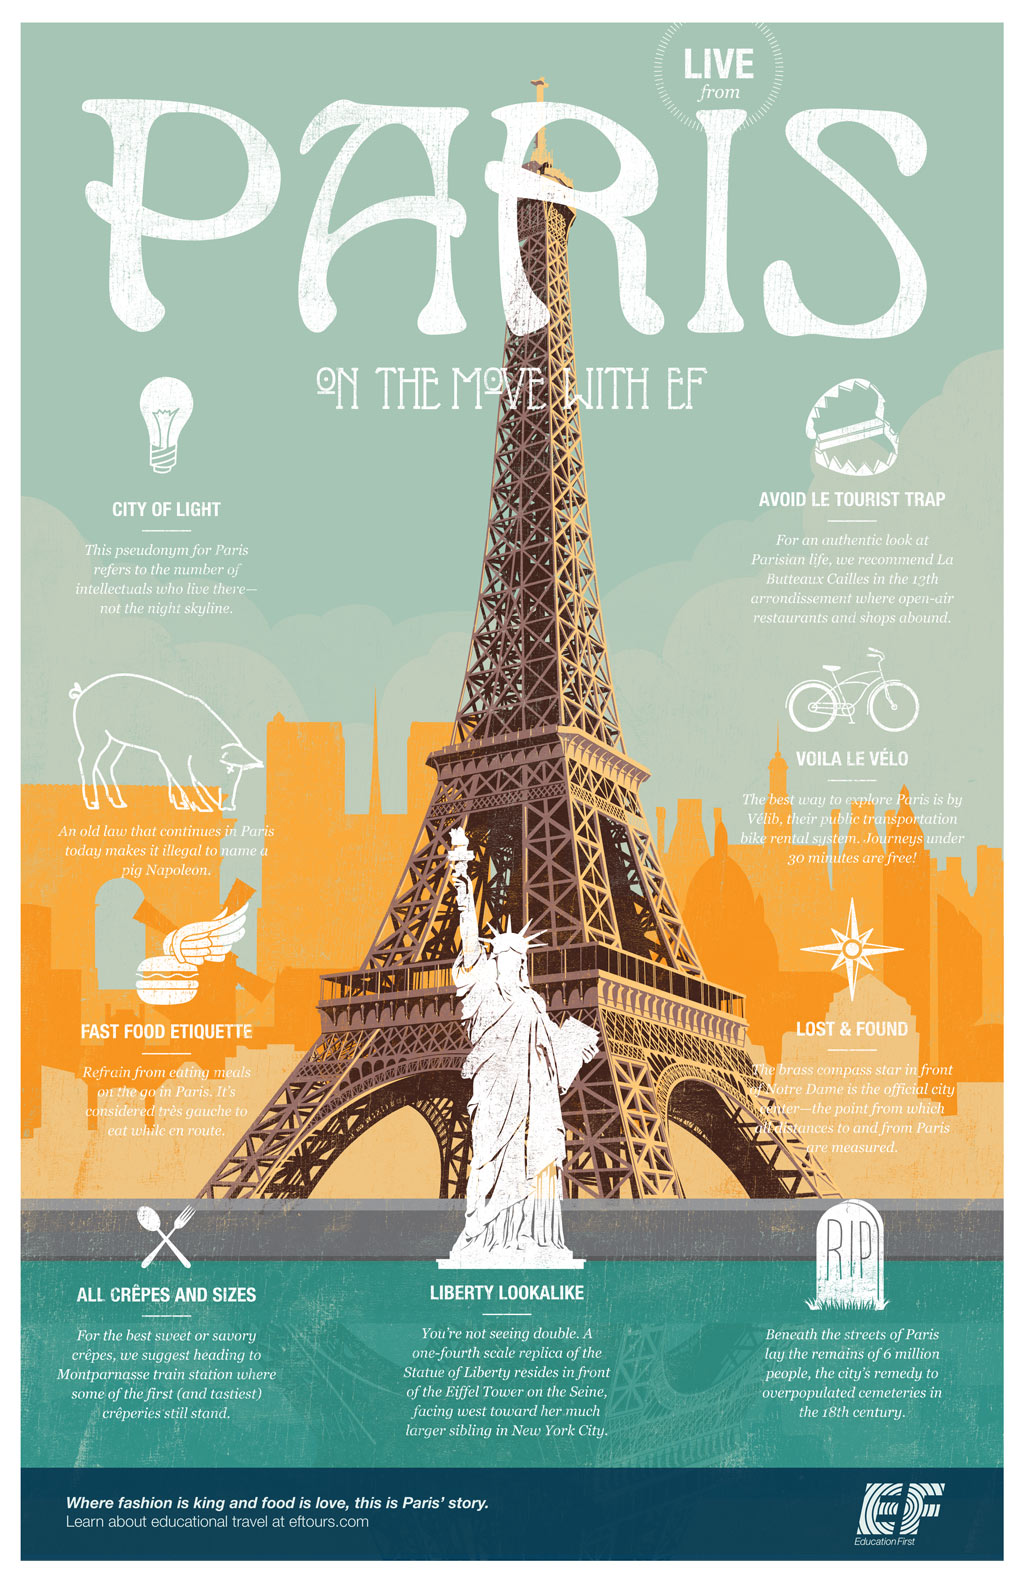 LIVE
from
PARIS
ON THE MOVE WITH EF
CITY OF LIGHT
This pseudonym for Paris
refers to the number of
intellectuals who live there—
not the night skyline.
An old law that continues in Paris
today makes it illegal to name a
pig Napoleon.
FAST FOOD ETIQUETTE
Refrain from eating meals
on the go in Paris. It's
considered très gauche to
eat while en route.
ALL CRÊPES AND SIZES
For the best sweet or savory
crêpes, we suggest heading to
Montparnasse train station where
some of the first (and tastiest)
crêperies still stand.
LIBERTY LOOKALIKE
You're not seeing double. A
one-fourth scale replica of the
Statue of Liberty resides in front
of the Eiffel Tower on the Seine,
facing west toward her much
larger sibling in New York City.
AVOID LE TOURIST TRAP
For an authentic look at
Parisian life, we recommend La
Butteaux Cailles in the 13th
arrondissement where open-air
restaurants and shops abound.
VOILA LE VÉLO
The best way to explore Paris is by
Vélib, their public transportation
bike rental system. Journeys under
30 minutes are free!
LOST & FOUND
The brass compass star in front
of Notre Dame is the official city
center—the point from which
all distances to and from Paris
are measured.
RIP
Beneath the streets of Paris
lay the remains of 6 million
people, the city's remedy to
overpopulated cemeteries in
the 18th century.
Where fashion is king and food is love, this is Paris' story.
Learn about educational travel at eftours.com
EF
Education First